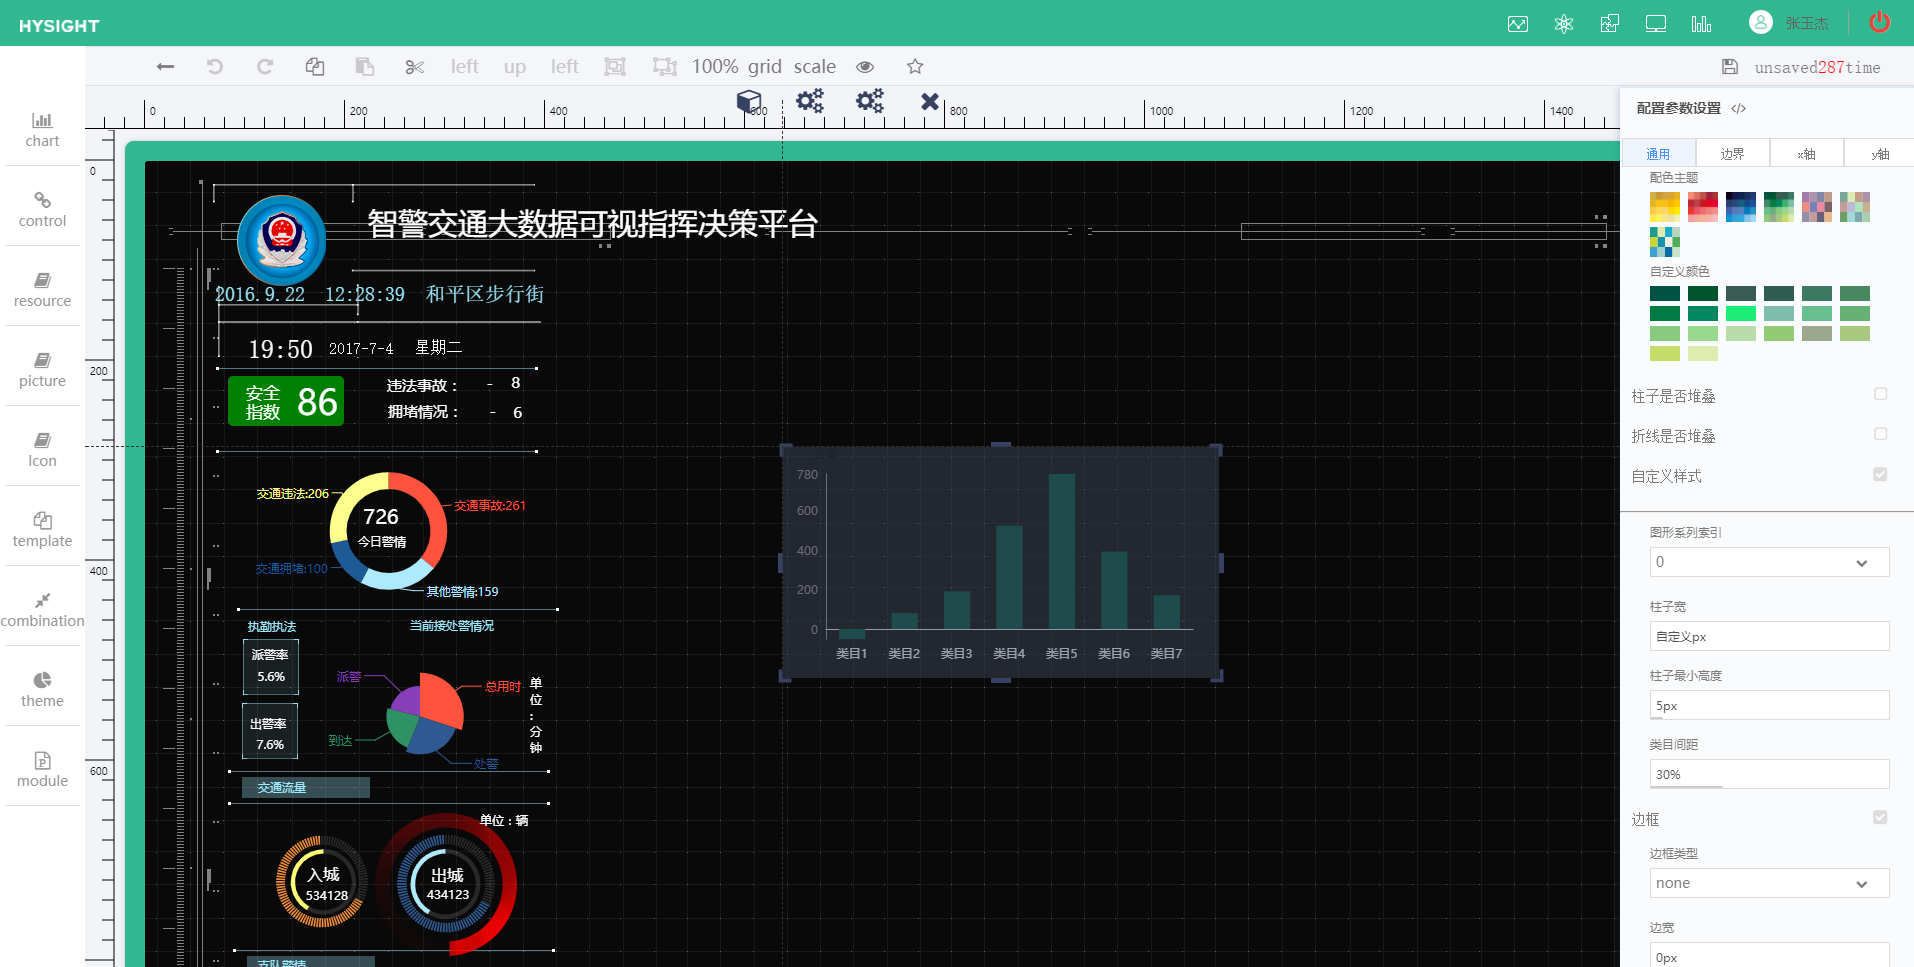 HYSIGHT
张玉杰
left
up
left
100%
grid
scale
unsaved287time
0
200
400
600
800
1000
1200
1400
0
200
400
600
chart
control
resource
picture
Icon
template
combination
theme
module
智警交通大数据可视指挥决策平台
2016.9.22 12:28:39 和平区步行街
19:50 2017-7-4 星期二
安全
指数
86
违法事故： - 8
拥堵情况： - 6
交通违法:206
交通事故:261
726
今日警情
交通拥堵:100
其他警情:159
执勤执法
当前接处警情况
派警率
5.6%
出警率
7.6%
派警
总用时
到达
处警
单位：分钟
交通流量
单位：辆
入城
534128
出城
434123
支队警情
780
600
400
200
0
类目1
类目2
类目3
类目4
类目5
类目6
类目7
配置参数设置 </>
通用
边界
x轴
y轴
配色主题
自定义颜色
柱子是否堆叠
折线是否堆叠
自定义样式
图形系列索引
0
柱子宽
自定义px
柱子最小高度
5px
类目间距
30%
边框
边框类型
none
边宽
0px